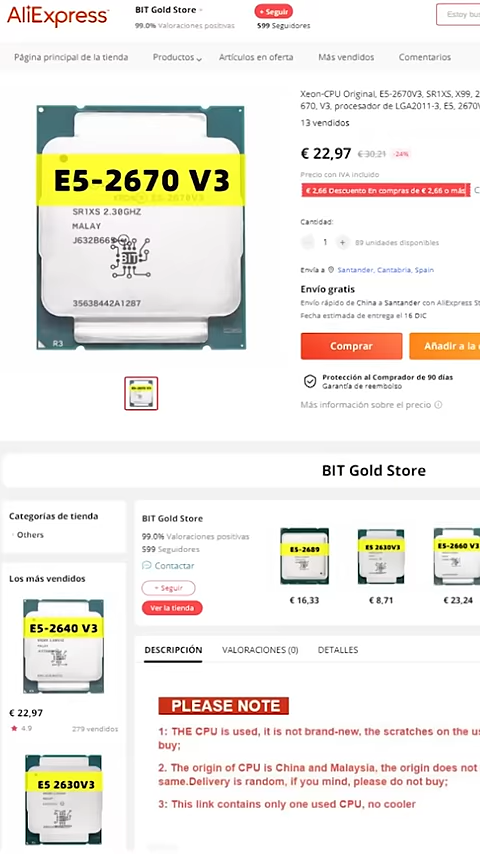 AliExpress
BIT Gold Store
+ Seguir
99.0% Valoraciones positivas
599 Seguidores
Estoy bus
Página principal de la tienda
Productos
Artículos en oferta
Más vendidos
Comentarios
E5-2670 V3
SR1XS 2.30GHZ
MALAY
BIT
35638442A1287
R3
Xeon-CPU Original, E5-2670V3, SR1XS, X99, 2
670, V3, procesador de LGA2011-3, E5, 2670V
13 vendidos
€ 22,97 € 30,21 -24%
Precio con IVA incluido
€ 2,66 Descuento En compras de € 2,66 o más
Cantidad:
1 + 89 unidades disponibles
Envía a Santander, Cantabria, Spain
Envío gratis
Envío rápido de China a Santander con AliExpress St
Fecha estimada de entrega el 16 DIC
Comprar
Añadir a la
Protección al Comprador de 90 días
Garantía de reembolso
Más información sobre el precio
BIT Gold Store
Categorías de tienda
Others
Los más vendidos
E5-2640 V3
€ 22,97
4.9 279 vendidos
E5 2630V3
BIT Gold Store
99.0% Valoraciones positivas
599 Seguidores
Contactar
+ Seguir
Ver la tienda
E5-2689
€ 16,33
E5 2630V3
€ 8,71
E5-2660 V3
€ 23,24
DESCRIPCIÓN
VALORACIONES (0)
DETALLES
PLEASE NOTE
1: THE CPU is used, it is not brand-new, the scratches on the us
buy;
2. The origin of CPU is China and Malaysia, the origin does not
same.Delivery is random, if you mind, please do not buy;
3: This link contains only one used CPU, no cooler